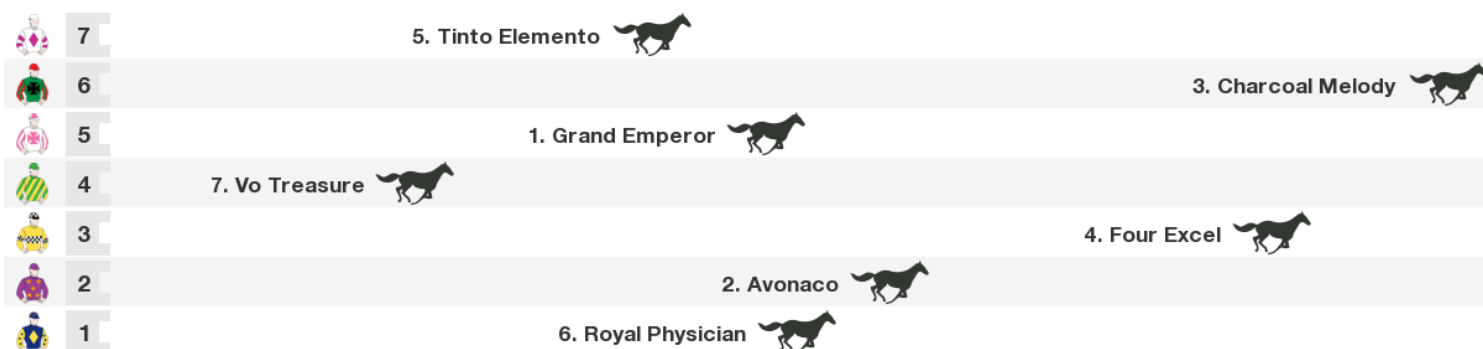 7 5. Tinto Elemento
6 3. Charcoal Melody
5 1. Grand Emperor
4 7. Vo Treasure
3 4. Four Excel
2 2. Avonaco
1 6. Royal Physician